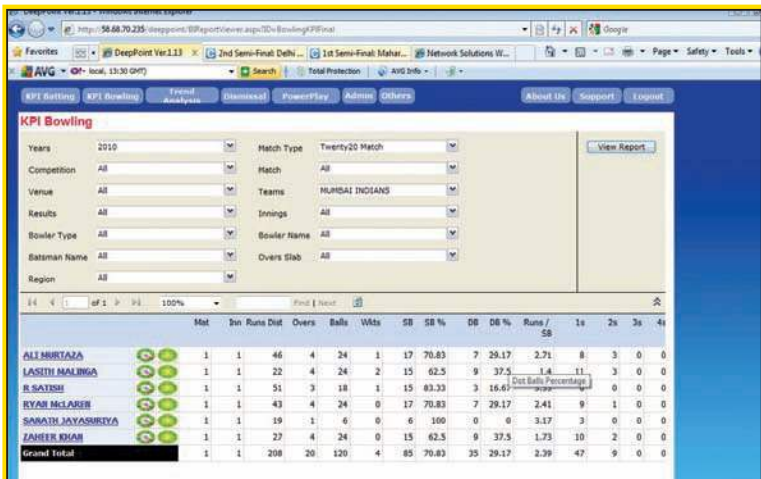 DeepPoint Ver.1.13 - Windows Internet Explorer
http://58.68.70.235/deeppoint/BIReportViewer.aspx?ID=BowlingKPIFinal Google
Favorites DeepPoint Ver.1.13 2nd Semi-Final: Delhi ... 1st Semi-Final: Mahar... Network Solutions W... Page Safety Tools
AVG local, 13:30 GMT) Search Total Protection AVG Info
KPI Batting KPI Bowling Trend Analysis Dismissal PowerPlay Admin Others About Us Support Logout
KPI Bowling
Years 2010 Match Type Twenty20 Match View Report
Competition All Match All
Venue All Teams MUMBAI INDIANS
Results All Innings All
Bowler Type All Bowler Name All
Batsman Name All Overs Slab All
Region All
1 of 1 100% Find | Next
Mat Inn Runs Dist Overs Balls Wkts SB SB % DB DB % Runs / SB 1s 2s 3s 4s
ALI MURTAZA 1 1 46 4 24 1 17 70.83 7 29.17 2.71 8 3 0 0
LASITH MALINGA 1 1 22 4 24 2 15 62.5 9 37.5 1.4 11 3 0 0
Dot Balls Percentage
R SATISH 1 1 51 3 18 1 15 83.33 3 16.67 0 0 0
RYAN McLAREN 1 1 43 4 24 0 17 70.83 7 29.17 2.41 9 1 0 0
SANATH JAYASURIYA 1 1 19 1 6 0 6 100 0 0 3.17 3 0 0 0
ZAHEER KHAN 1 1 27 4 24 0 15 62.5 9 37.5 1.73 10 2 0 0
Grand Total 1 1 208 20 120 4 85 70.83 35 29.17 2.39 47 9 0 0